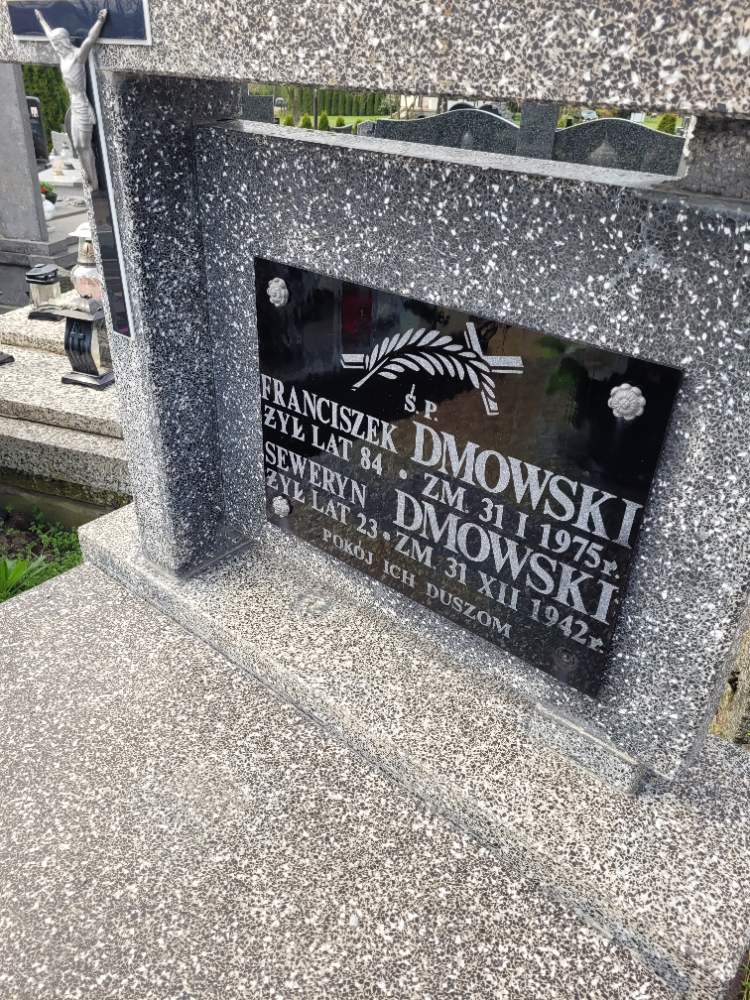 Ś.P.
FRANCISZEK DMOWSKI
ŻYŁ LAT 84 • ZM. 31 I 1975r.
SEWERYN DMOWSKI
ŻYŁ LAT 23 • ZM. 31 XII 1942r.
POKÓJ ICH DUSZOM